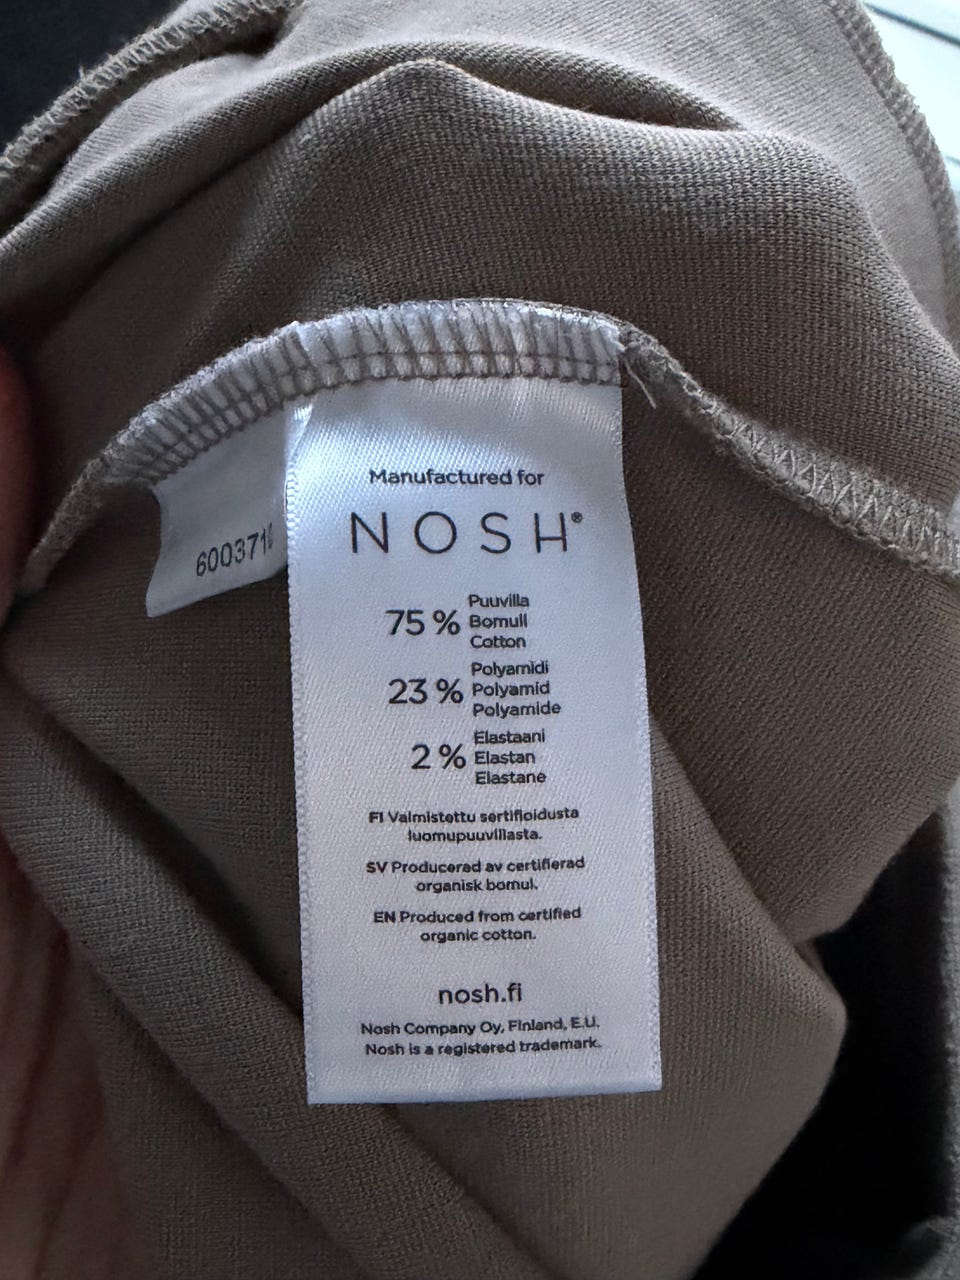 Manufactured for
NOSH®
75 % Puuvilla
Bomull
Cotton
23 % Polyamidi
Polyamid
Polyamide
2 % Elastaani
Elastan
Elastane
FI Valmistettu sertifioidusta
luomupuuvillasta.
SV Producerad av certifierad
organisk bomul.
EN Produced from certified
organic cotton.
nosh.fi
Nosh Company Oy, Finland, E.U.
Nosh is a registered trademark.